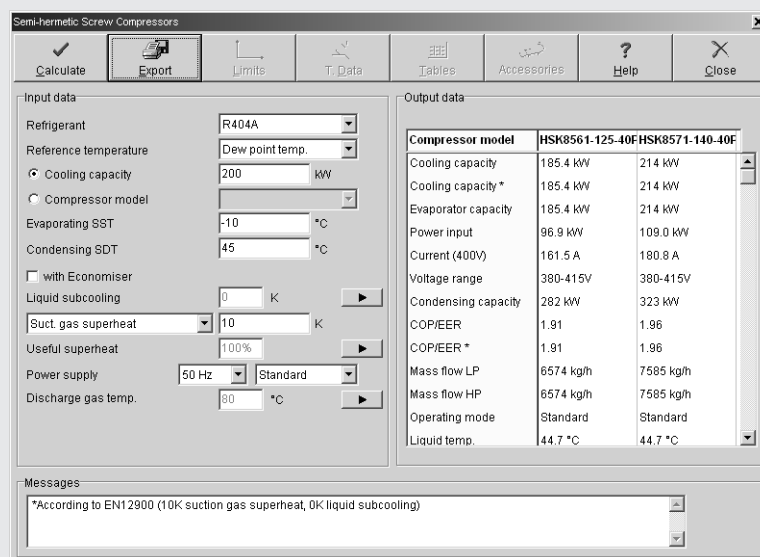 Semi-hermetic Screw Compressors
Calculate Export Limits T. Data Tables Accessories Help Close
Input data
Refrigerant R404A
Reference temperature Dew point temp.
Cooling capacity 200 kW
Compressor model
Evaporating SST -10 °C
Condensing SDT 45 °C
with Economiser
Liquid subcooling 0 K
Suct. gas superheat 10 K
Useful superheat 100%
Power supply 50 Hz Standard
Discharge gas temp. 80 °C
Output data
Compressor model HSK8561-125-40P HSK8571-140-40P
Cooling capacity 185.4 kW 214 kW
Cooling capacity * 185.4 kW 214 kW
Evaporator capacity 185.4 kW 214 kW
Power input 96.9 kW 109.0 kW
Current (400V) 161.5 A 180.8 A
Voltage range 380-415V 380-415V
Condensing capacity 282 kW 323 kW
COP/EER 1.91 1.96
COP/EER * 1.91 1.96
Mass flow LP 6574 kg/h 7585 kg/h
Mass flow HP 6574 kg/h 7585 kg/h
Operating mode Standard Standard
Liquid temp. 44.7 °C 44.7 °C
Messages
*According to EN12900 (10K suction gas superheat, 0K liquid subcooling)